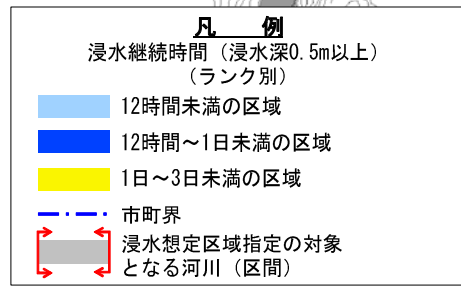 凡　例
浸水継続時間（浸水深0.5m以上）
（ランク別）
12時間未満の区域
12時間～1日未満の区域
1日～3日未満の区域
市町界
浸水想定区域指定の対象
となる河川（区間）